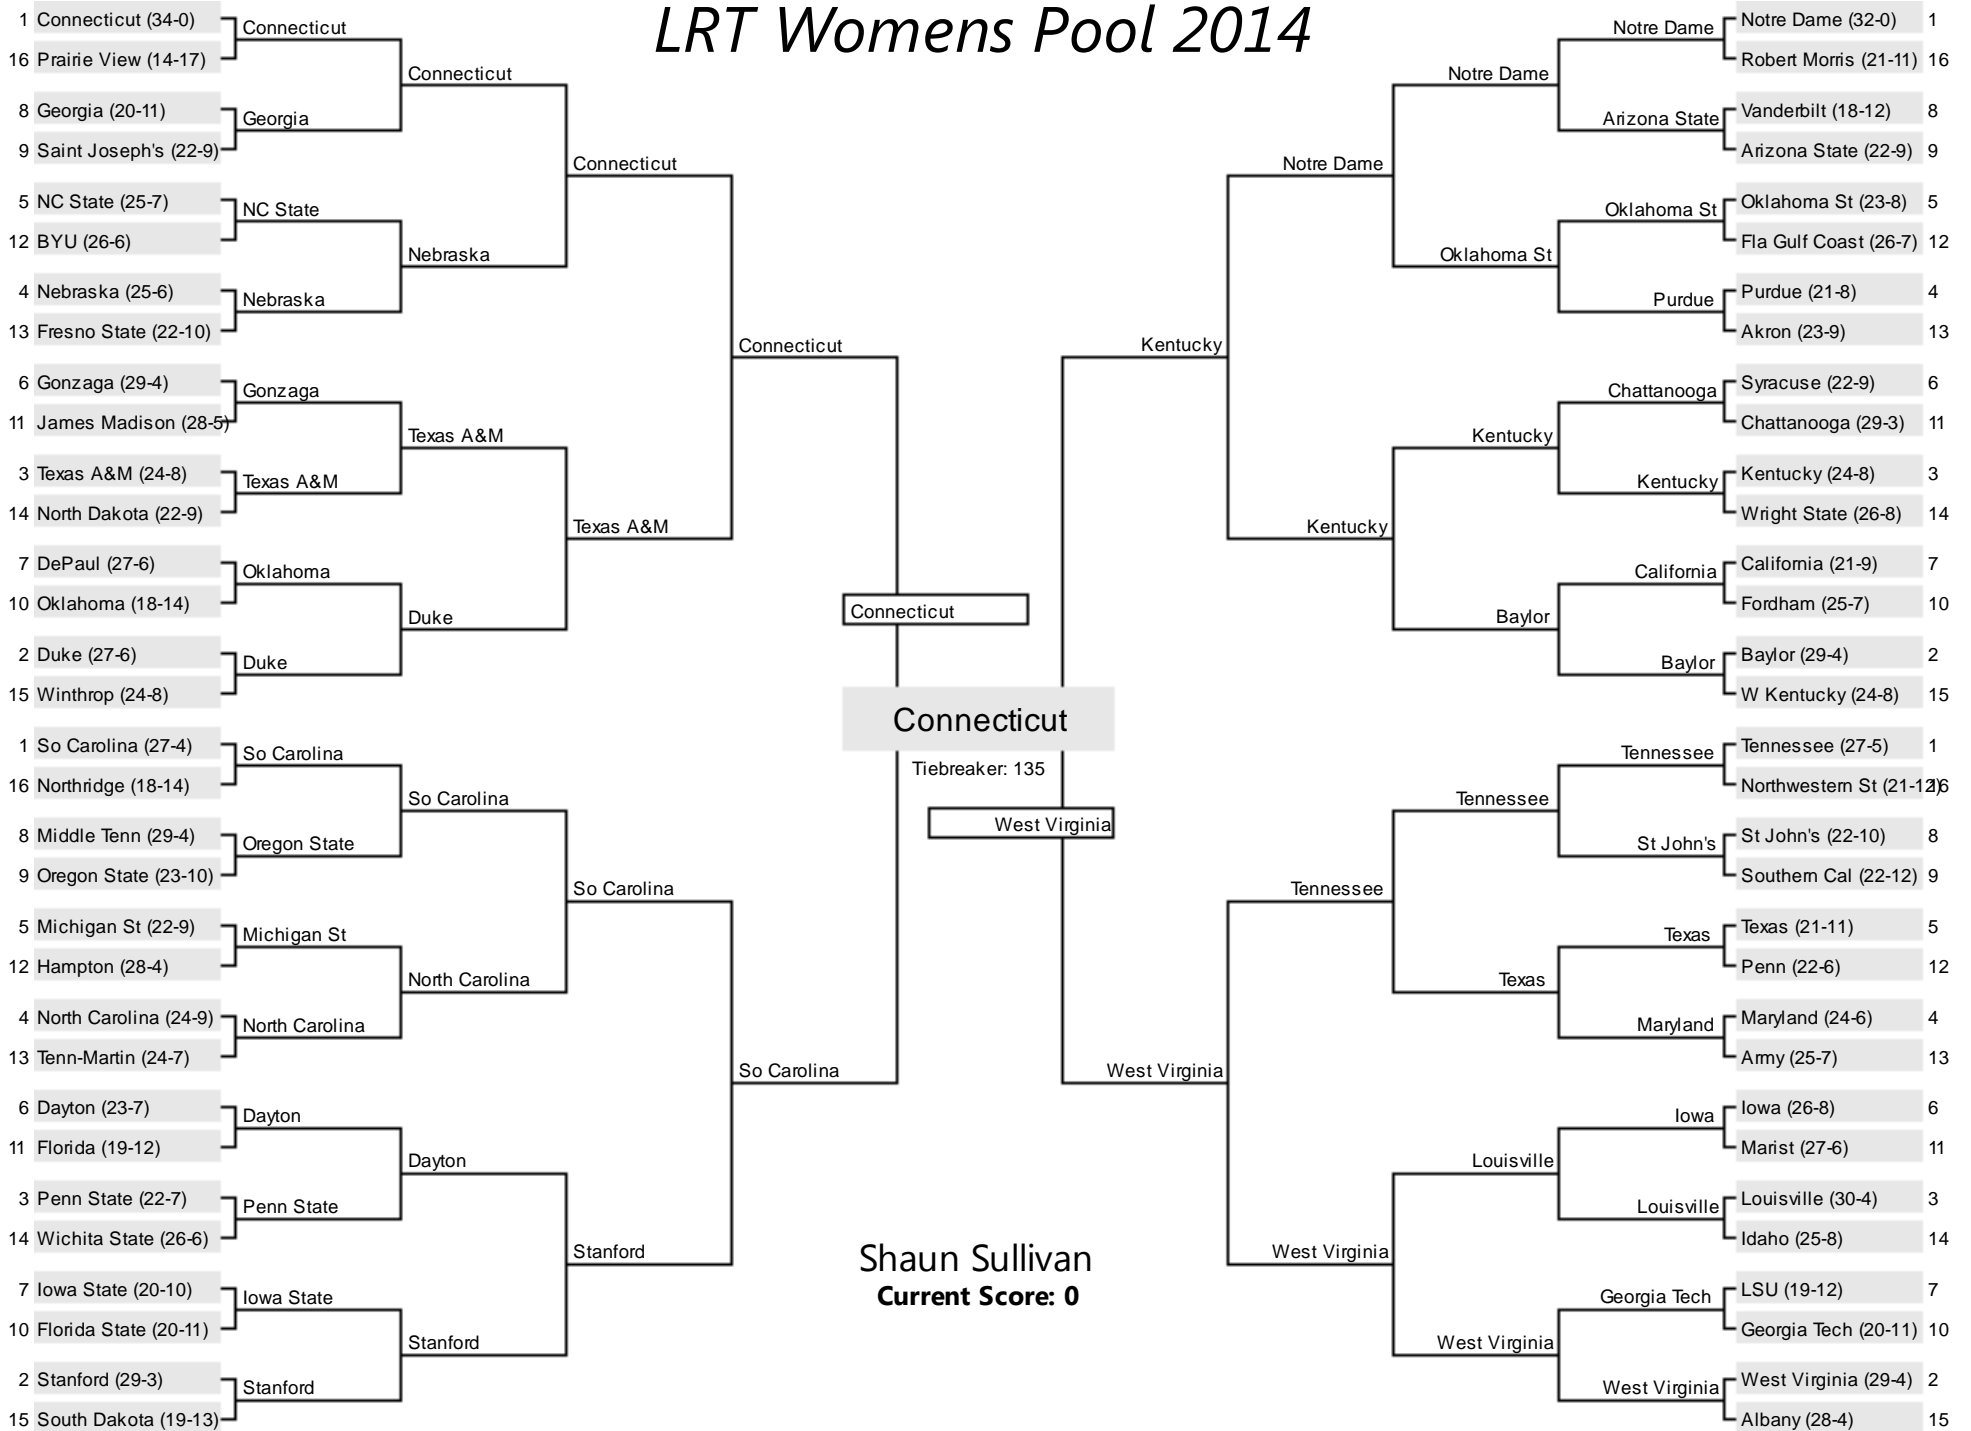 LRT Womens Pool 2014
1 Connecticut (34-0)
16 Prairie View (14-17)
8 Georgia (20-11)
9 Saint Joseph's (22-9)
5 NC State (25-7)
12 BYU (26-6)
4 Nebraska (25-6)
13 Fresno State (22-10)
6 Gonzaga (29-4)
11 James Madison (28-5)
3 Texas A&M (24-8)
14 North Dakota (22-9)
7 DePaul (27-6)
10 Oklahoma (18-14)
2 Duke (27-6)
15 Winthrop (24-8)
1 So Carolina (27-4)
16 Northridge (18-14)
8 Middle Tenn (29-4)
9 Oregon State (23-10)
5 Michigan St (22-9)
12 Hampton (28-4)
4 North Carolina (24-9)
13 Tenn-Martin (24-7)
6 Dayton (23-7)
11 Florida (19-12)
3 Penn State (22-7)
14 Wichita State (26-6)
7 Iowa State (20-10)
10 Florida State (20-11)
2 Stanford (29-3)
15 South Dakota (19-13)
Connecticut
Georgia
NC State
Nebraska
Gonzaga
Texas A&M
Oklahoma
Duke
So Carolina
Oregon State
Michigan St
North Carolina
Dayton
Penn State
Iowa State
Stanford
Connecticut
Nebraska
Texas A&M
Duke
So Carolina
North Carolina
Dayton
Stanford
Connecticut
Texas A&M
So Carolina
Stanford
Connecticut
So Carolina
Connecticut
Connecticut
Tiebreaker: 135
West Virginia
Shaun Sullivan
Current Score: 0
Kentucky
West Virginia
Notre Dame
Kentucky
Tennessee
West Virginia
Notre Dame
Oklahoma St
Kentucky
Baylor
Tennessee
Texas
Louisville
West Virginia
Notre Dame
Arizona State
Oklahoma St
Purdue
Chattanooga
Kentucky
California
Baylor
Tennessee
St John's
Texas
Maryland
Iowa
Louisville
Georgia Tech
West Virginia
Notre Dame (32-0) 1
Robert Morris (21-11) 16
Vanderbilt (18-12) 8
Arizona State (22-9) 9
Oklahoma St (23-8) 5
Fla Gulf Coast (26-7) 12
Purdue (21-8) 4
Akron (23-9) 13
Syracuse (22-9) 6
Chattanooga (29-3) 11
Kentucky (24-8) 3
Wright State (26-8) 14
California (21-9) 7
Fordham (25-7) 10
Baylor (29-4) 2
W Kentucky (24-8) 15
Tennessee (27-5) 1
Northwestern St (21-12) 16
St John's (22-10) 8
Southern Cal (22-12) 9
Texas (21-11) 5
Penn (22-6) 12
Maryland (24-6) 4
Army (25-7) 13
Iowa (26-8) 6
Marist (27-6) 11
Louisville (30-4) 3
Idaho (25-8) 14
LSU (19-12) 7
Georgia Tech (20-11) 10
West Virginia (29-4) 2
Albany (28-4) 15